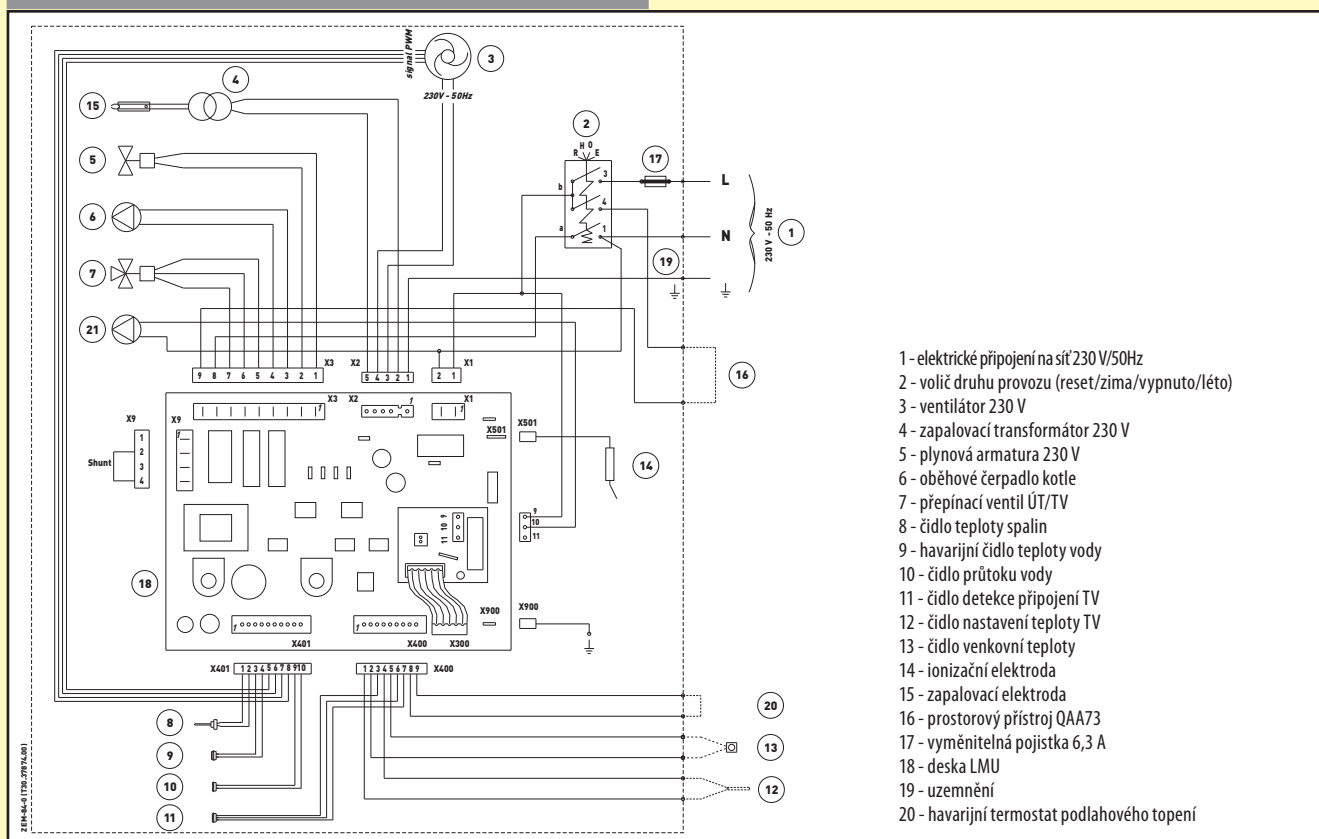 signal PWM
3
4
15
230V - 50Hz
2
R H O E
17
5
b
3
L
4
6
a
1
N
230 V - 50 Hz
1
19
7
21
X3
X2
X1
9 8 7 6 5 4 3 2 1
5 4 3 2 1
2 1
16
X3
X2
X1
1
1
1
X9
X9
1
1
2
3
4
Shunt
X501
X501
14
9
10
11
11 10 9
18
X900
X900
1
1
X401
X400
X300
X401
1 2 3 4 5 6 7 8 9 10
1 2 3 4 5 6 7 8 9
X400
8
20
9
13
10
12
11
ZEM-84-0 (T30.37874.00)
1 - elektrické připojení na síť 230 V/50Hz
2 - volič druhu provozu (reset/zima/vypnuto/léto)
3 - ventilátor 230 V
4 - zapalovací transformátor 230 V
5 - plynová armatura 230 V
6 - oběhové čerpadlo kotle
7 - přepínací ventil ÚT/TV
8 - čidlo teploty spalin
9 - havarijní čidlo teploty vody
10 - čidlo průtoku vody
11 - čidlo detekce připojení TV
12 - čidlo nastavení teploty TV
13 - čidlo venkovní teploty
14 - ionizační elektroda
15 - zapalovací elektroda
16 - prostorový přístroj QAA73
17 - vyměnitelná pojistka 6,3 A
18 - deska LMU
19 - uzemnění
20 - havarijní termostat podlahového topení